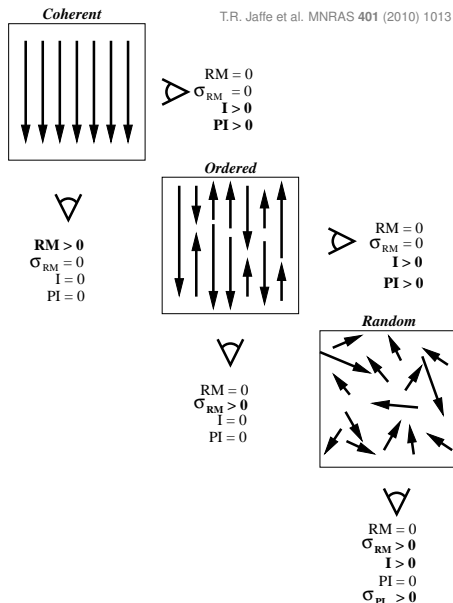 Coherent
T.R. Jaffe et al. MNRAS 401 (2010) 1013
RM = 0
σRM = 0
I > 0
PI > 0
RM > 0
σRM = 0
I = 0
PI = 0
Ordered
RM = 0
σRM = 0
I > 0
PI > 0
RM = 0
σRM > 0
I = 0
PI = 0
Random
RM = 0
σRM > 0
I > 0
PI = 0
σPI > 0